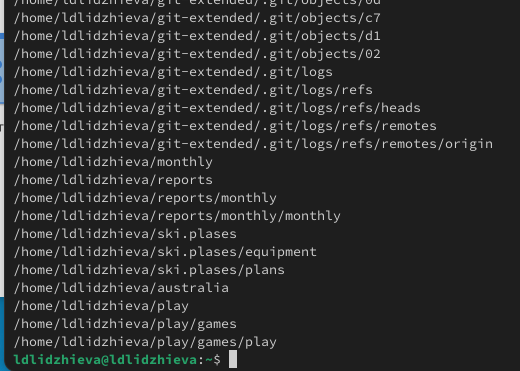 /home/ldlidzhieva/git-extended/.git/objects/0d
/home/ldlidzhieva/git-extended/.git/objects/c7
/home/ldlidzhieva/git-extended/.git/objects/d1
/home/ldlidzhieva/git-extended/.git/objects/02
/home/ldlidzhieva/git-extended/.git/logs
/home/ldlidzhieva/git-extended/.git/logs/refs
/home/ldlidzhieva/git-extended/.git/logs/refs/heads
/home/ldlidzhieva/git-extended/.git/logs/refs/remotes
/home/ldlidzhieva/git-extended/.git/logs/refs/remotes/origin
/home/ldlidzhieva/monthly
/home/ldlidzhieva/reports
/home/ldlidzhieva/reports/monthly
/home/ldlidzhieva/reports/monthly/monthly
/home/ldlidzhieva/ski.plases
/home/ldlidzhieva/ski.plases/equipment
/home/ldlidzhieva/ski.plases/plans
/home/ldlidzhieva/australia
/home/ldlidzhieva/play
/home/ldlidzhieva/play/games
/home/ldlidzhieva/play/games/play
ldlidzhieva@ldlidzhieva:~$